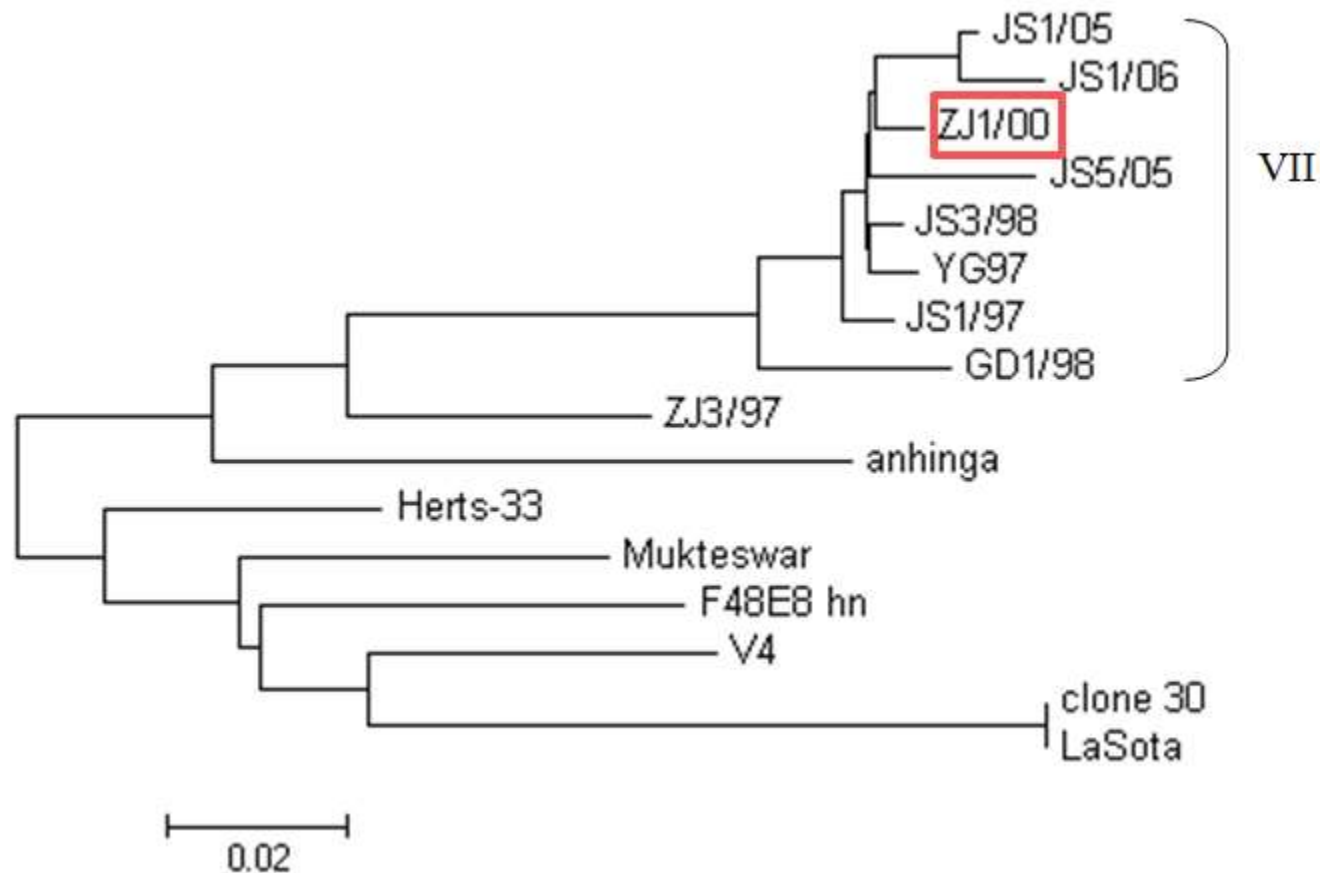 JS1/05
JS1/06
ZJ1/00
JS5/05
VII
JS3/98
YG97
JS1/97
GD1/98
ZJ3/97
anhinga
Herts-33
Mukteswar
F48E8 hn
V4
clone 30
LaSota
0.02